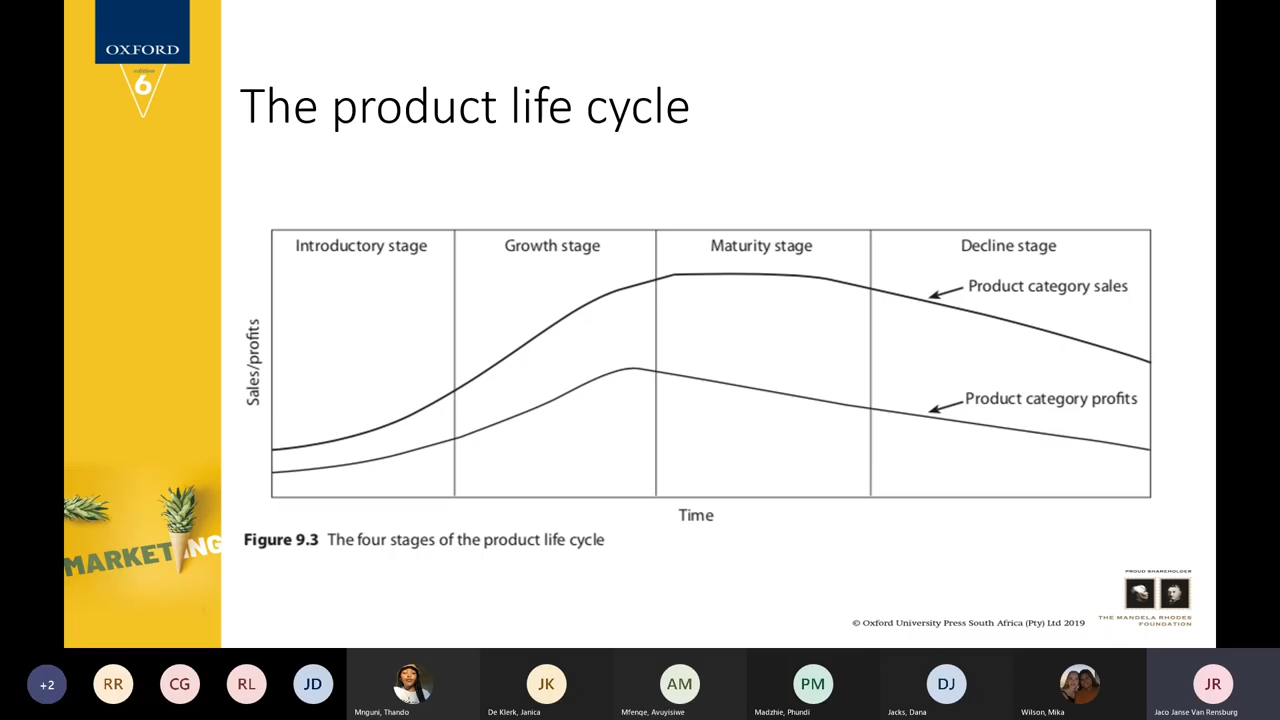 OXFORD
edition
6
The product life cycle
Introductory stage
Growth stage
Maturity stage
Decline stage
Product category sales
Sales/profits
Product category profits
Time
Figure 9.3 The four stages of the product life cycle
MARKETING
PROUD SHAREHOLDER
THE MANDELA RHODES
FOUNDATION
© Oxford University Press South Africa (Pty) Ltd 2019
+2
RR
CG
RL
JD
JK
AM
PM
DJ
JR
Mnguni, Thando
De Klerk, Janica
Mfenqe, Avuyisiwe
Madzhie, Phundi
Jacks, Dana
Wilson, Mika
Jaco Janse Van Rensburg